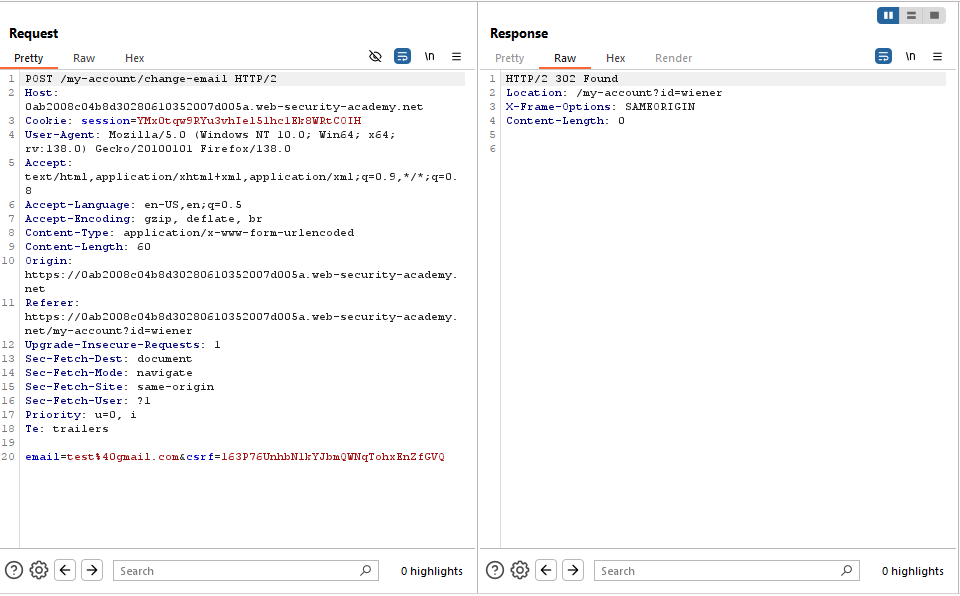 Request
Pretty Raw Hex \n
1 POST /my-account/change-email HTTP/2
2 Host:
0ab2008c04b8d30280610352007d005a.web-security-academy.net
3 Cookie: session=YMx0tqw9RYu3vhIel5lhclEk8WRtCOIH
4 User-Agent: Mozilla/5.0 (Windows NT 10.0; Win64; x64;
rv:138.0) Gecko/20100101 Firefox/138.0
5 Accept:
text/html,application/xhtml+xml,application/xml;q=0.9,*/*;q=0.
8
6 Accept-Language: en-US,en;q=0.5
7 Accept-Encoding: gzip, deflate, br
8 Content-Type: application/x-www-form-urlencoded
9 Content-Length: 60
10 Origin:
https://0ab2008c04b8d30280610352007d005a.web-security-academy.
net
11 Referer:
https://0ab2008c04b8d30280610352007d005a.web-security-academy.
net/my-account?id=wiener
12 Upgrade-Insecure-Requests: 1
13 Sec-Fetch-Dest: document
14 Sec-Fetch-Mode: navigate
15 Sec-Fetch-Site: same-origin
16 Sec-Fetch-User: ?1
17 Priority: u=0, i
18 Te: trailers
19
20 email=test%40gmail.com&csrf=163P76UnhbNlkYJbmQWNqTohxEnZfGVQ
Search 0 highlights
Response
Pretty Raw Hex Render \n
1 HTTP/2 302 Found
2 Location: /my-account?id=wiener
3 X-Frame-Options: SAMEORIGIN
4 Content-Length: 0
5
6
Search 0 highlights